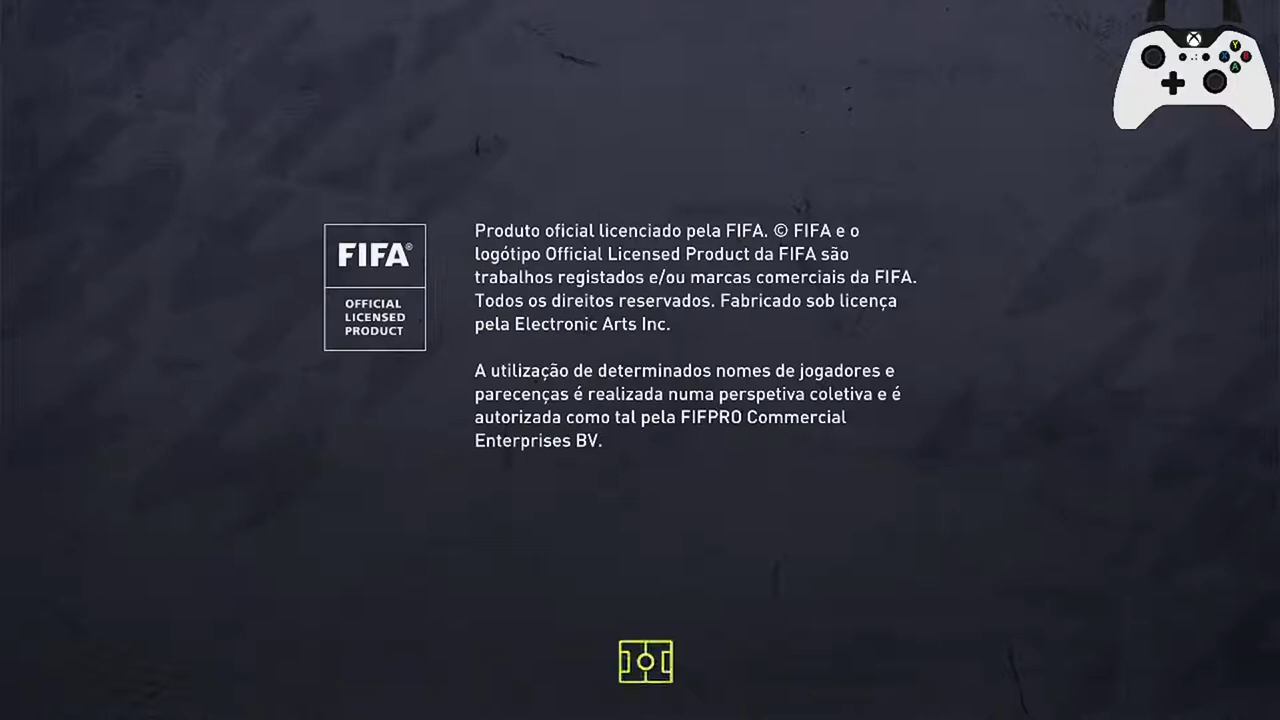 FIFA®
OFFICIAL
LICENSED
PRODUCT
Produto oficial licenciado pela FIFA. © FIFA e o
logótipo Official Licensed Product da FIFA são
trabalhos registados e/ou marcas comerciais da FIFA.
Todos os direitos reservados. Fabricado sob licença
pela Electronic Arts Inc.
A utilização de determinados nomes de jogadores e
parecenças é realizada numa perspetiva coletiva e é
autorizada como tal pela FIFPRO Commercial
Enterprises BV.
Y
X
B
A